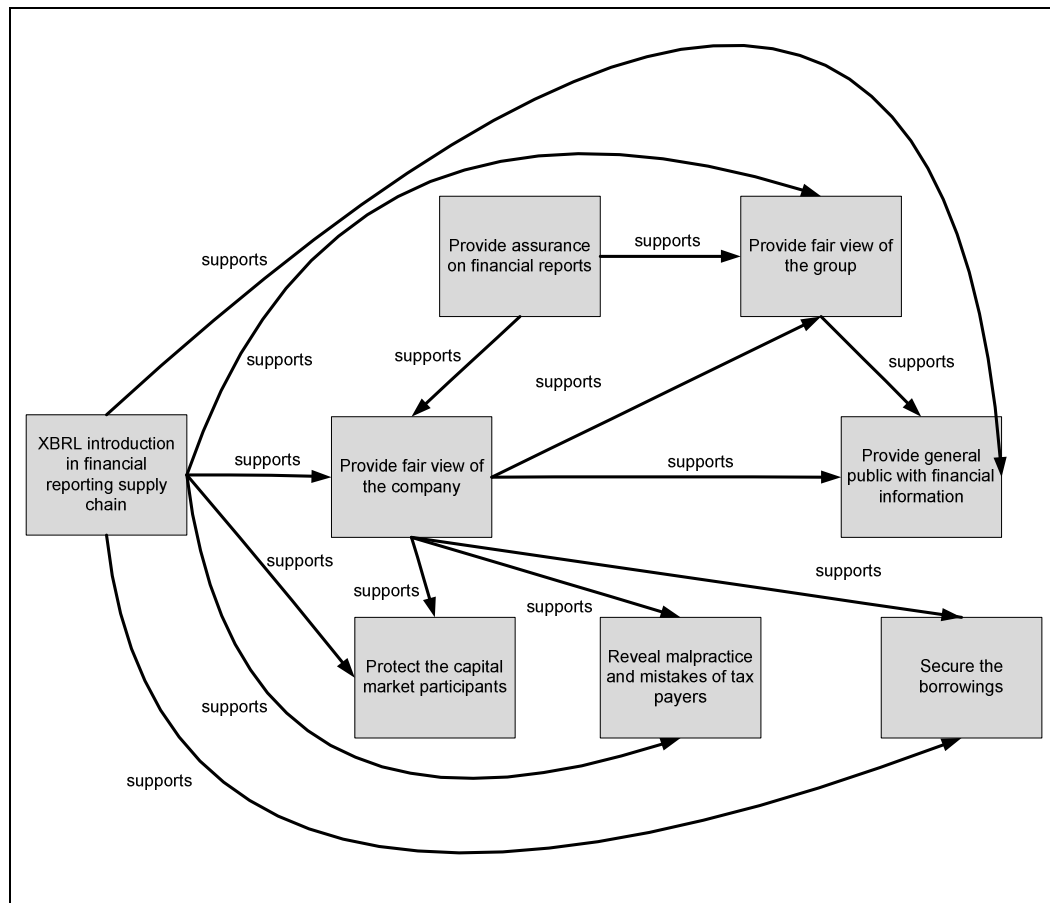 supports
Provide assurance
on financial reports
supports
Provide fair view of
the group
supports
supports
supports
supports
XBRL introduction
in financial
reporting supply
chain
supports
Provide fair view of
the company
supports
Provide general
public with financial
information
supports
supports
supports
supports
Protect the capital
market participants
Reveal malpractice
and mistakes of tax
payers
Secure the
borrowings
supports
supports